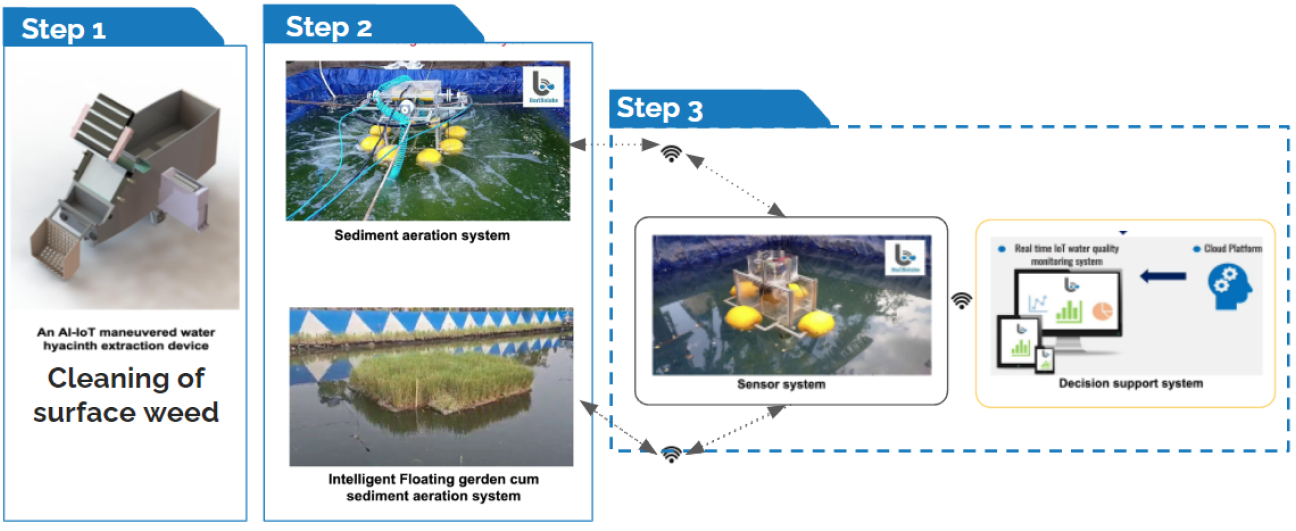 Step 1
An AI-IoT maneuvered water
hyacinth extraction device
Cleaning of
surface weed
Step 2
Sediment aeration system
Intelligent Floating gerden cum
sediment aeration system
Step 3
Sensor system
Real time IoT water quality
monitoring system
Cloud Platform
Decision support system